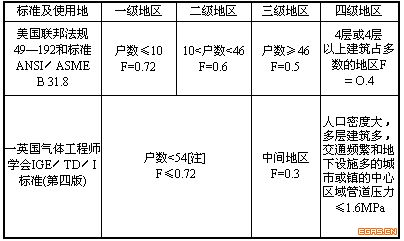 标准及使用地
一级地区
二级地区
三级地区
四级地区
美国联邦法规
49—192和标准
ANSI／ASME
B 31.8
户数≤10
F=0.72
10<户数<46
F=0.6
户数≥46
F=0.5
4层或4层
以上建筑占多
数的地区F
= O.4
一英国气体工程师
学会IGE／TD／I
标准(第四版)
户数<54[注]
F≤0.72
中间地区
F=0.3
人口密度大，
多层建筑多，
交通频繁和地
下设施多的城
市或镇的中心
区域管道压力
≤1.6MPa
EGAS.CN